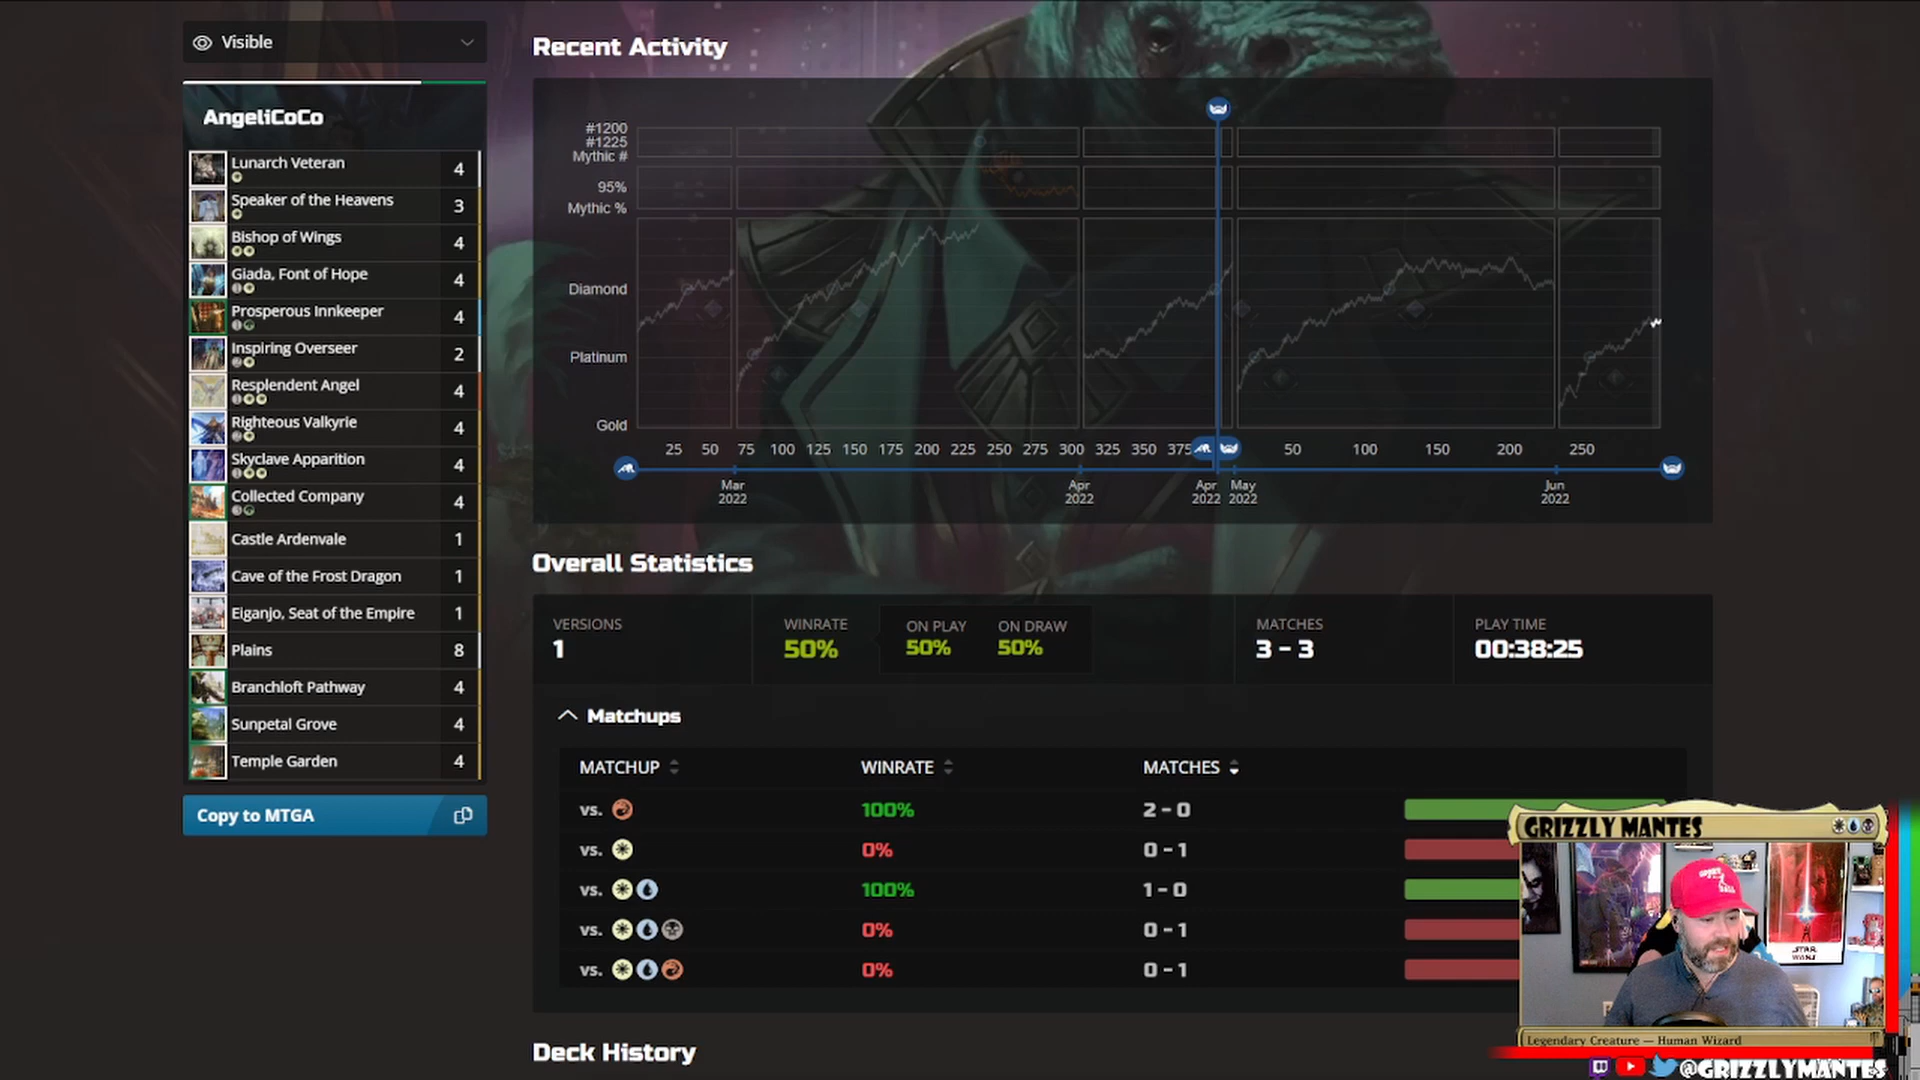 Visible
AngeliCoCo
Lunarch Veteran 4
Speaker of the Heavens 3
Bishop of Wings 4
Giada, Font of Hope 4
Prosperous Innkeeper 4
Inspiring Overseer 2
Resplendent Angel 4
Righteous Valkyrie 4
Skyclave Apparition 4
Collected Company 4
Castle Ardenvale 1
Cave of the Frost Dragon 1
Eiganjo, Seat of the Empire 1
Plains 8
Branchloft Pathway 4
Sunpetal Grove 4
Temple Garden 4
Copy to MTGA
Recent Activity
#1200
#1225
Mythic #
95%
Mythic %
Diamond
Platinum
Gold
25 50 75 100 125 150 175 200 225 250 275 300 325 350 375 50 100 150 200 250
Mar Apr Apr May Jun
2022 2022 2022 2022 2022
Overall Statistics
VERSIONS WINRATE ON PLAY ON DRAW MATCHES PLAY TIME
1 50% 50% 50% 3 - 3 00:38:25
Matchups
MATCHUP WINRATE MATCHES
vs. 100% 2 - 0
vs. 0% 0 - 1
vs. 100% 1 - 0
vs. 0% 0 - 1
vs. 0% 0 - 1
Deck History
GRIZZLY MANTES
STAR
WARS
Legendary Creature — Human Wizard
@GRIZZLYMANTES